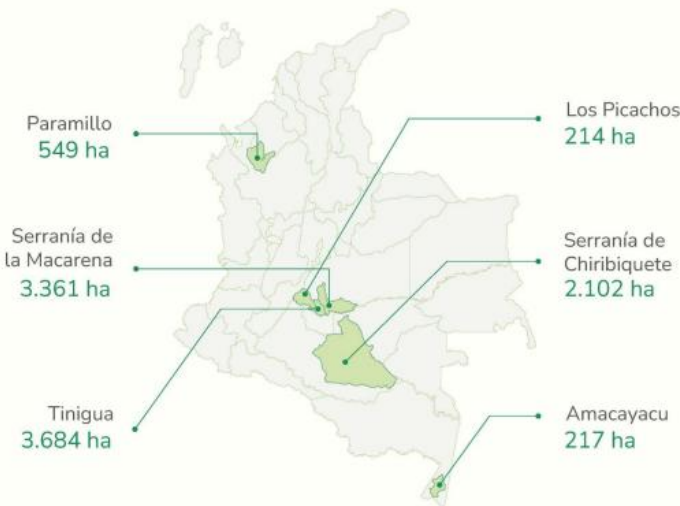 Paramillo
549 ha
Serranía de
la Macarena
3.361 ha
Tinigua
3.684 ha
Los Picachos
214 ha
Serranía de
Chiribiquete
2.102 ha
Amacayacu
217 ha